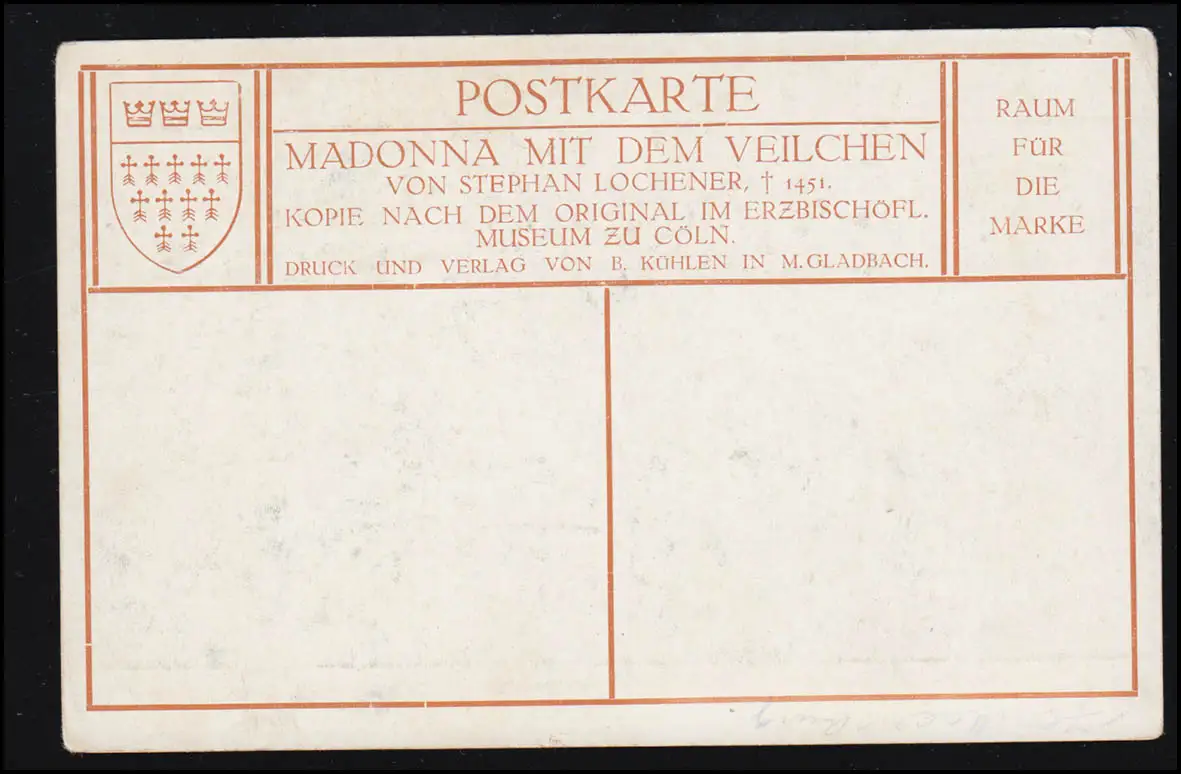 POSTKARTE
MADONNA MIT DEM VEILCHEN
VON STEPHAN LOCHENER, † 1451.
KOPIE NACH DEM ORIGINAL IM ERZBISCHÖFL.
MUSEUM ZU CÖLN.
DRUCK UND VERLAG VON B. KÜHLEN IN M. GLADBACH.
RAUM
FÜR
DIE
MARKE